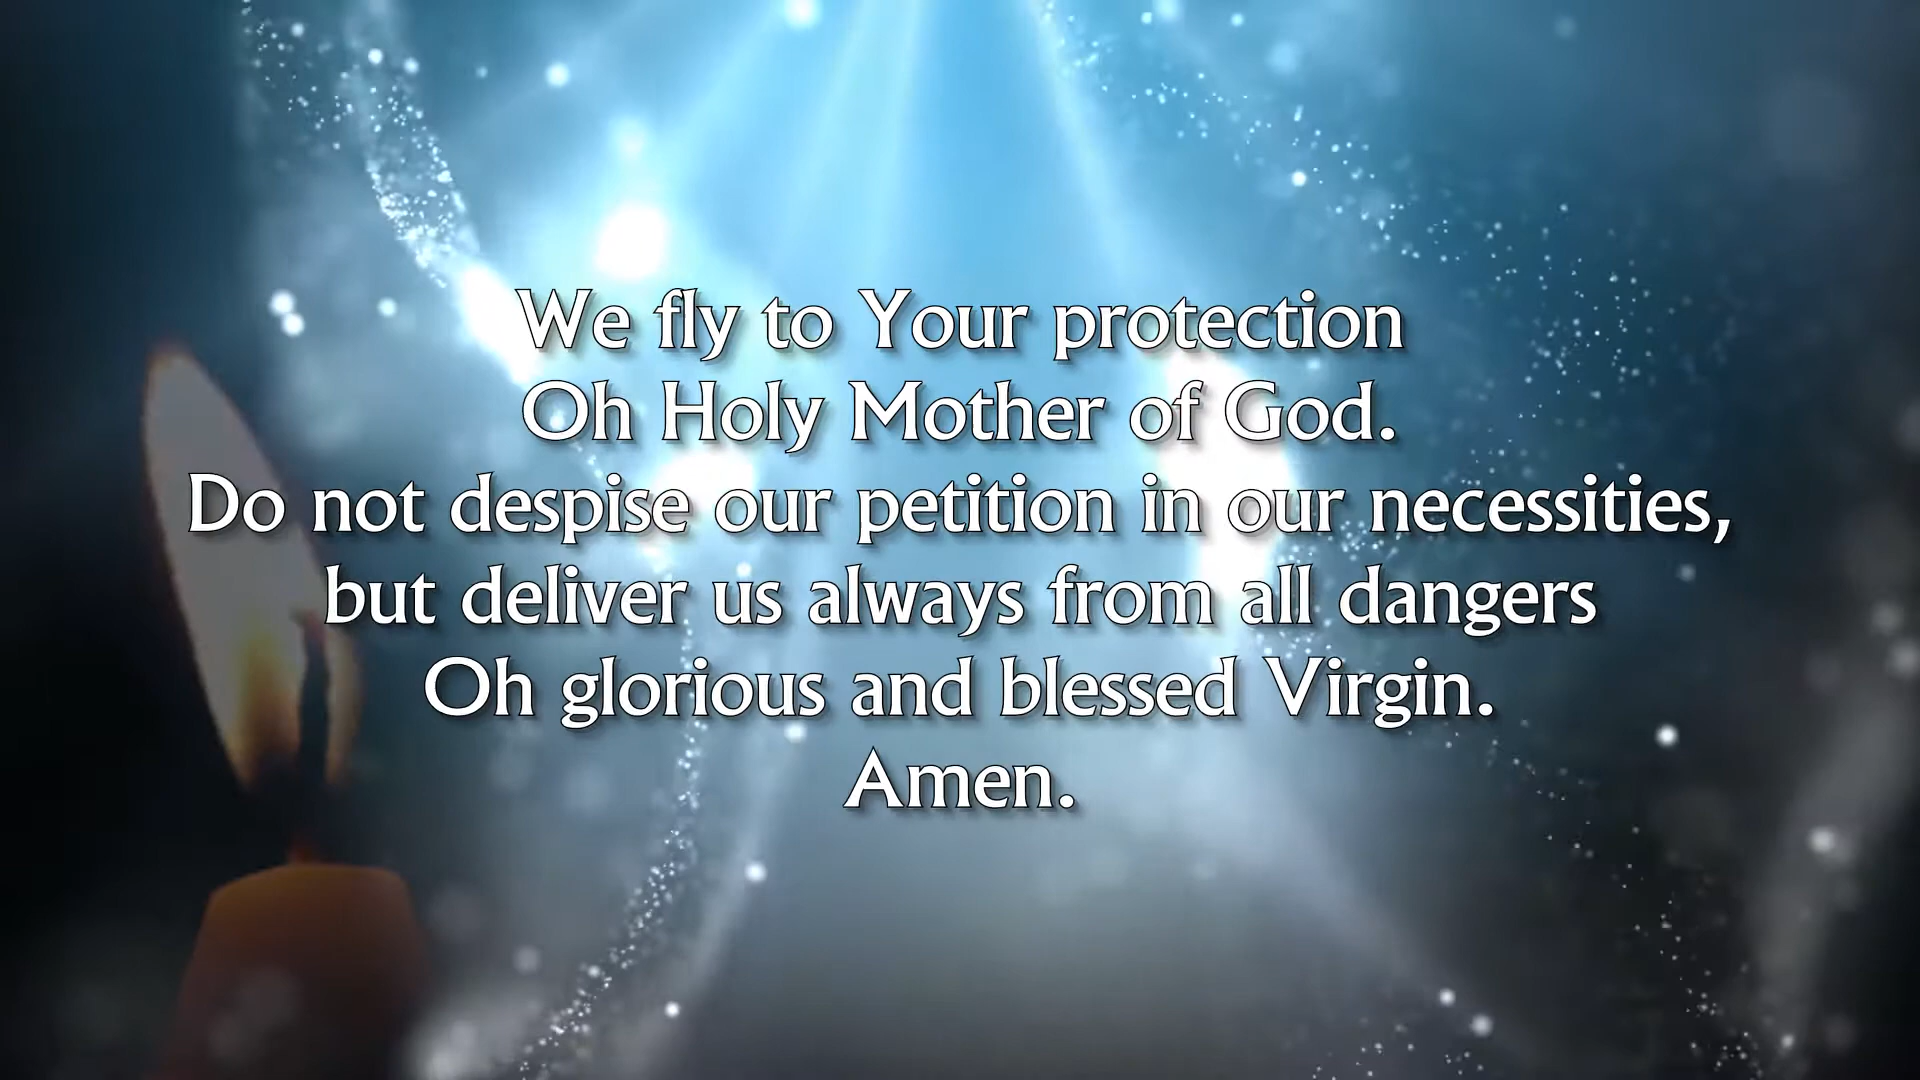 We fly to Your protection
Oh Holy Mother of God.
Do not despise our petition in our necessities,
but deliver us always from all dangers
Oh glorious and blessed Virgin.
Amen.